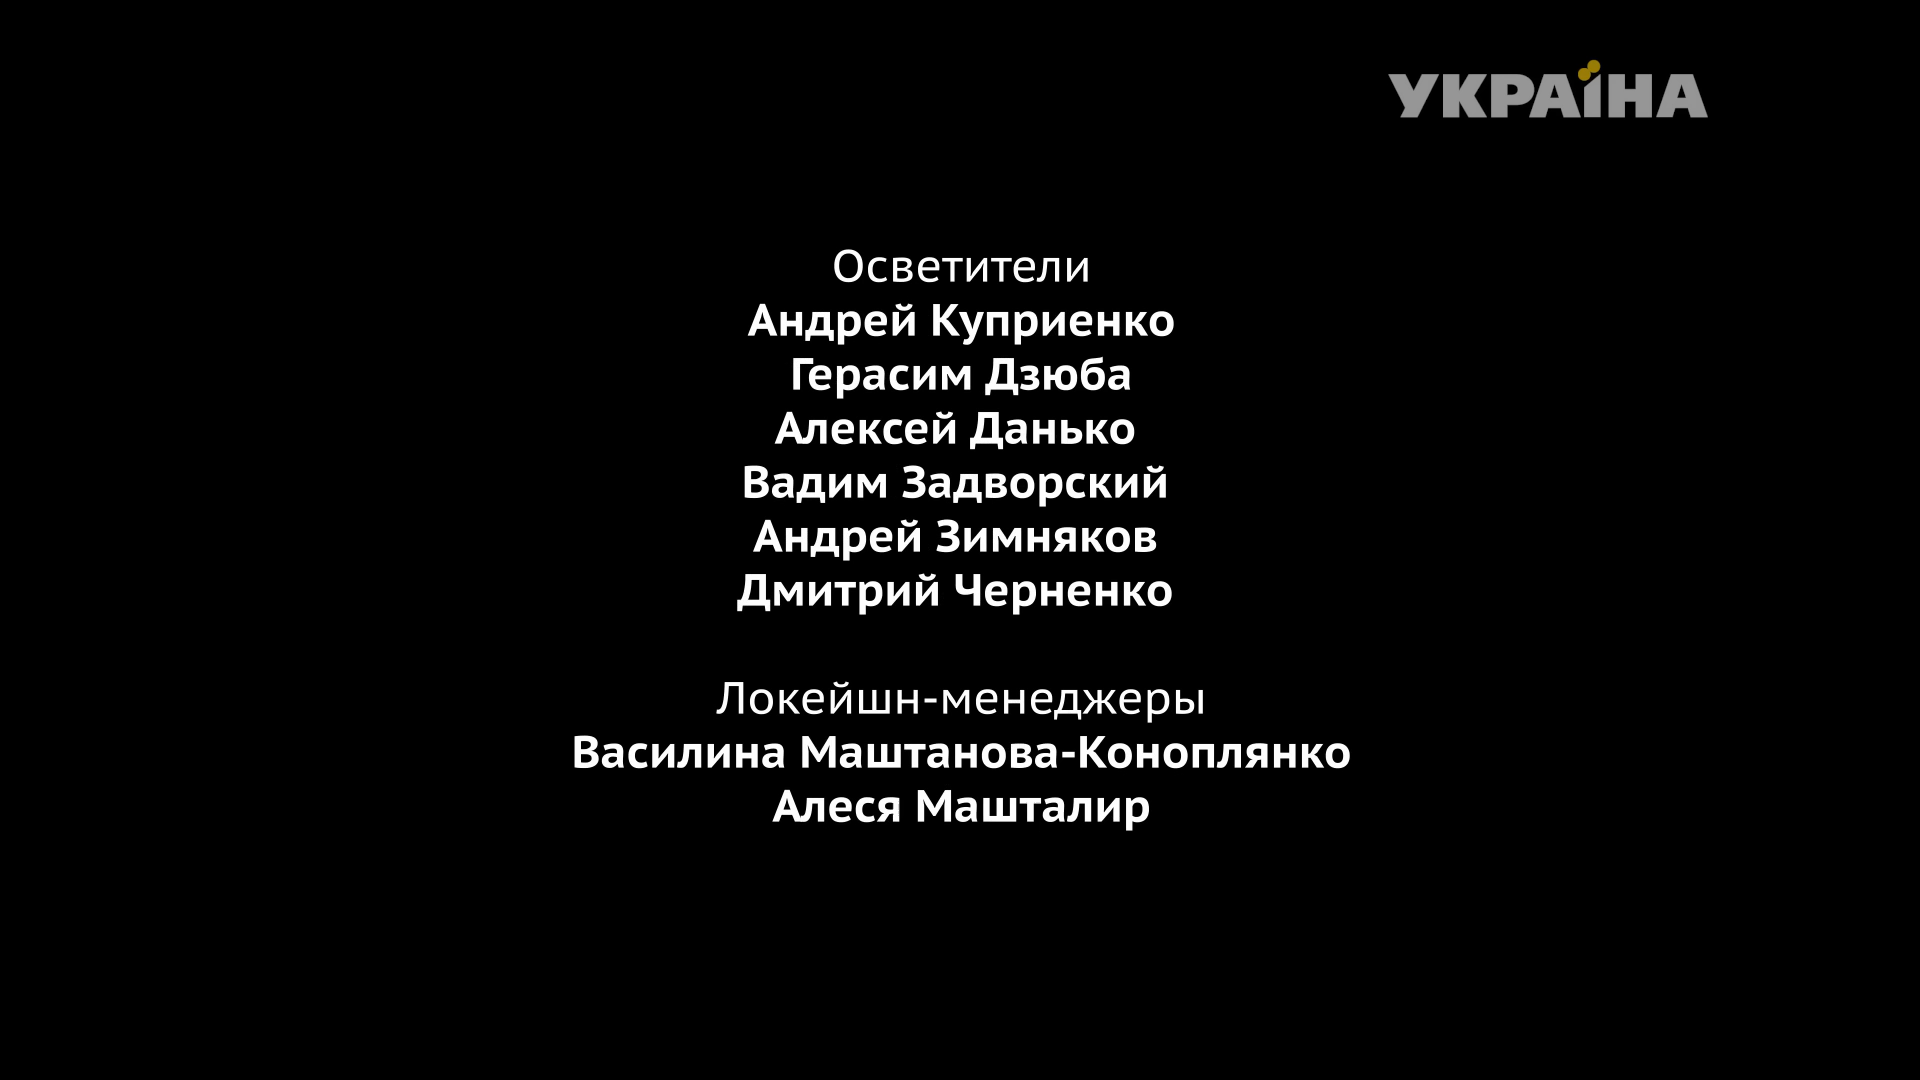 УКРАЇНА
Осветители
Андрей Куприенко
Герасим Дзюба
Алексей Данько
Вадим Задворский
Андрей Зимняков
Дмитрий Черненко
Локейшн-менеджеры
Василина Маштанова-Коноплянко
Алеся Машталир